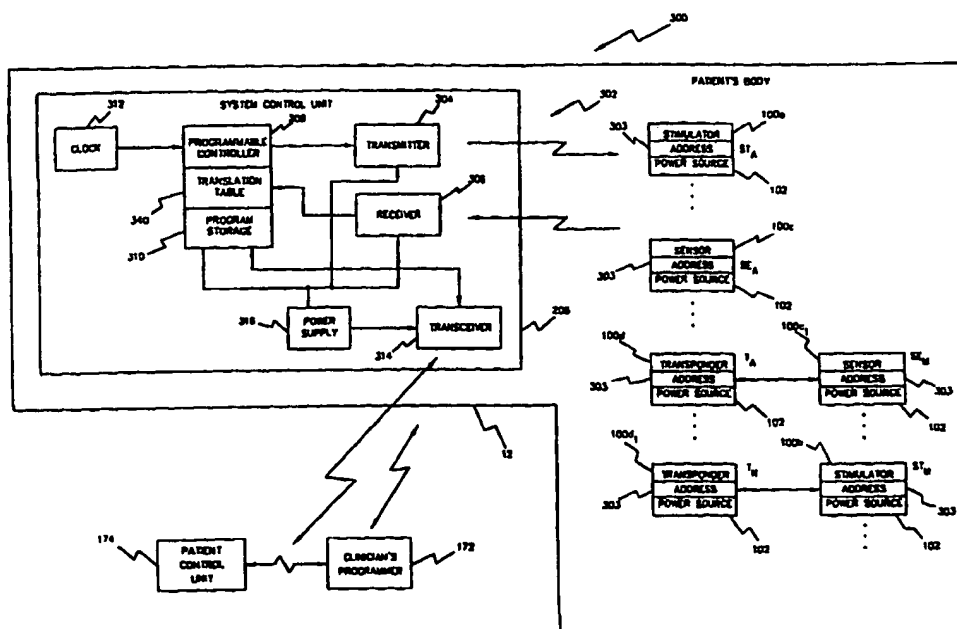 300
PATIENT'S BODY
SYSTEM CONTROL UNIT
302
312
308
304
CLOCK
PROGRAMMABLE
CONTROLLER
TRANSMITTER
TRANSLATION
TABLE
306
340
RECEIVER
PROGRAM
STORAGE
310
316
POWER
SUPPLY
TRANSCEIVER
314
206
303
100a
STIMULATOR
ADDRESS
ST A
POWER SOURCE
102
100c
SENSOR
303
ADDRESS
SE A
POWER SOURCE
102
100d
TRANSPONDER
T A
303
ADDRESS
POWER SOURCE
102
100c1
SENSOR
SE M
ADDRESS
303
POWER SOURCE
102
100d1
TRANSPONDER
303
ADDRESS
POWER SOURCE
102
100b
STIMULATOR
ST M
ADDRESS
303
POWER SOURCE
102
12
174
PATIENT
CONTROL
UNIT
CLINICIAN'S
PROGRAMMER
172